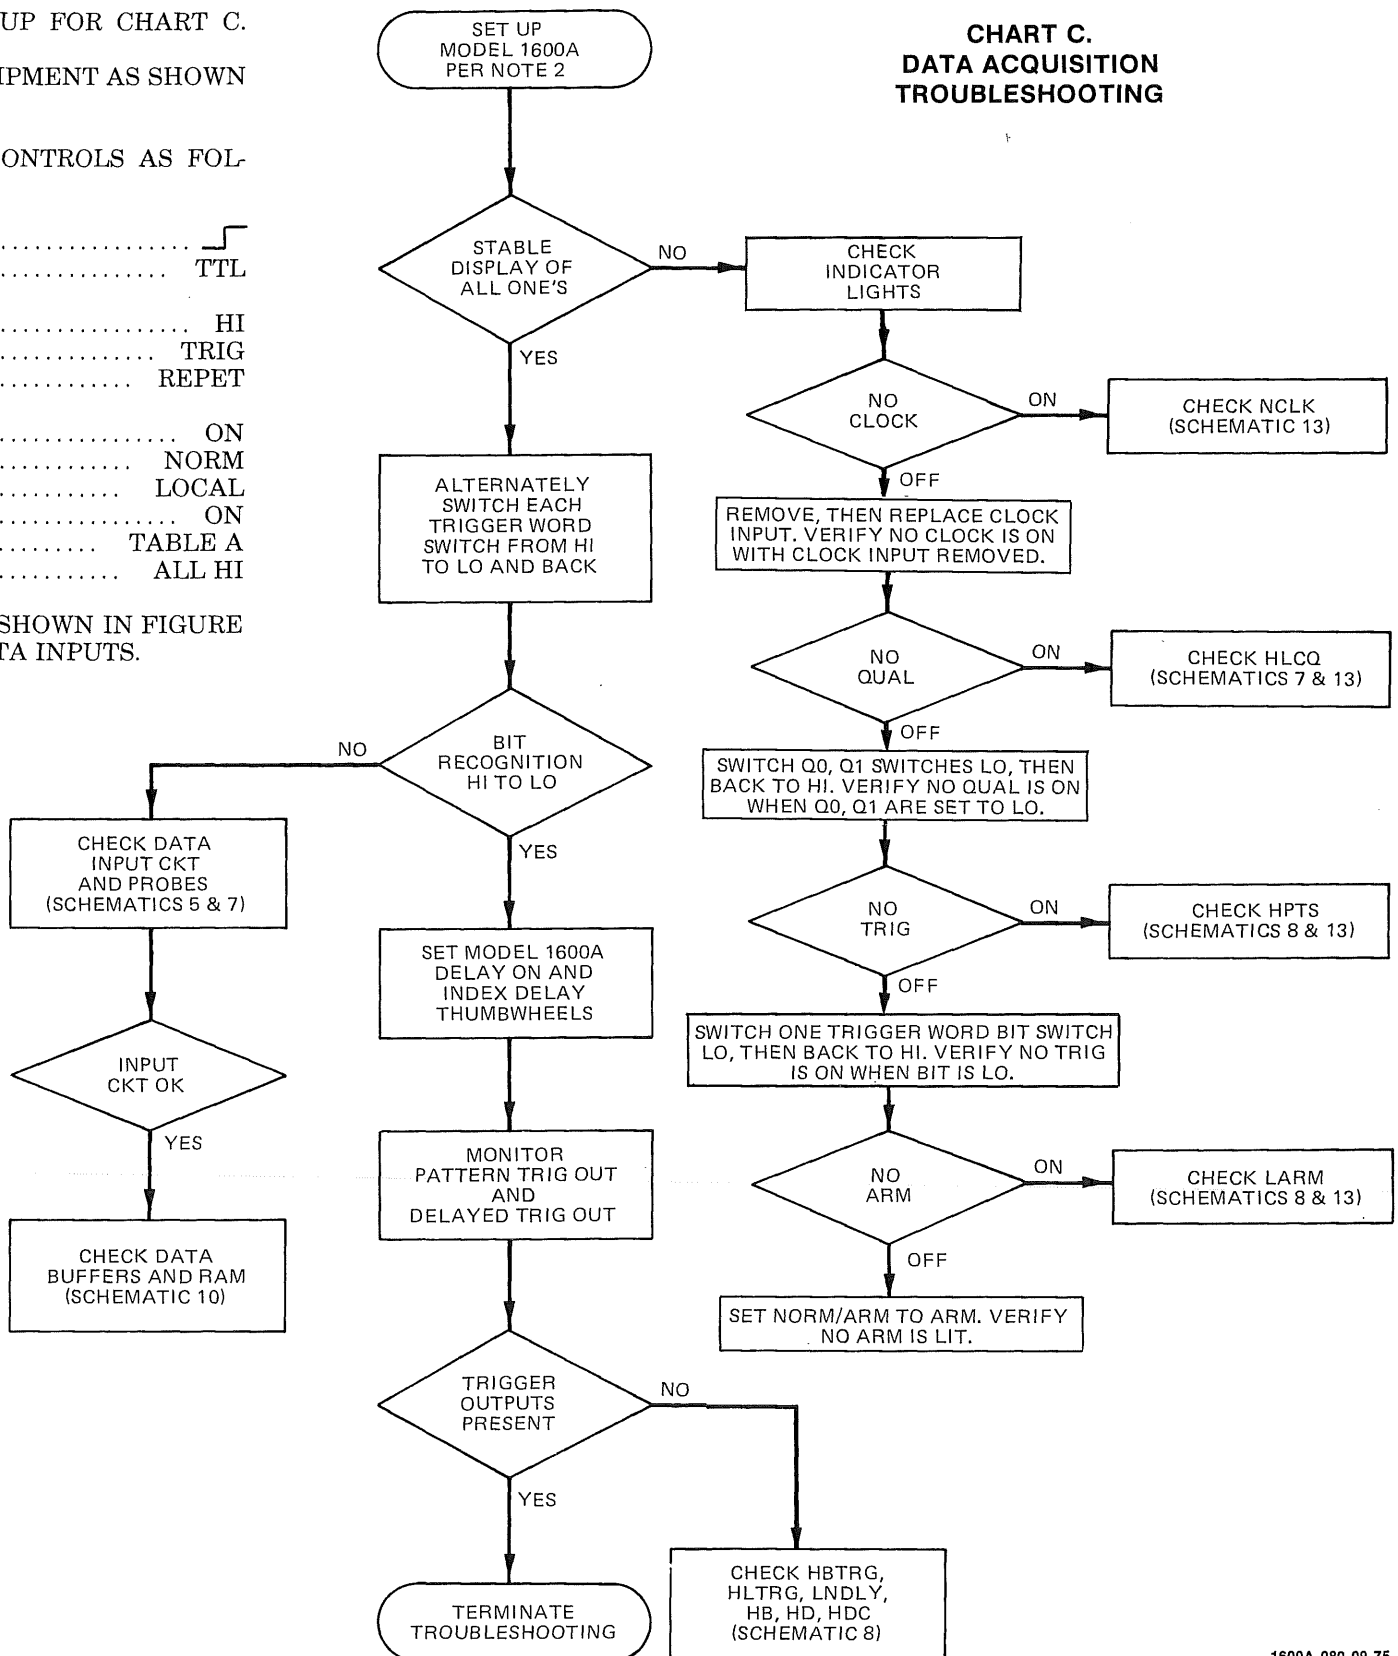 UP FOR CHART C.
IPMENT AS SHOWN
ONTROLS AS FOL-
TTL
HI
TRIG
REPET
ON
NORM
LOCAL
ON
TABLE A
ALL HI
SHOWN IN FIGURE
TA INPUTS.
CHART C.
DATA ACQUISITION
TROUBLESHOOTING
SET UP
MODEL 1600A
PER NOTE 2
STABLE
DISPLAY OF
ALL ONE'S
NO
YES
CHECK
INDICATOR
LIGHTS
NO
CLOCK
ON
CHECK NCLK
(SCHEMATIC 13)
OFF
REMOVE, THEN REPLACE CLOCK
INPUT. VERIFY NO CLOCK IS ON
WITH CLOCK INPUT REMOVED.
NO
QUAL
ON
CHECK HLCQ
(SCHEMATICS 7 & 13)
OFF
SWITCH Q0, Q1 SWITCHES LO, THEN
BACK TO HI. VERIFY NO QUAL IS ON
WHEN Q0, Q1 ARE SET TO LO.
NO
TRIG
ON
CHECK HPTS
(SCHEMATICS 8 & 13)
OFF
SWITCH ONE TRIGGER WORD BIT SWITCH
LO, THEN BACK TO HI. VERIFY NO TRIG
IS ON WHEN BIT IS LO.
NO
ARM
ON
CHECK LARM
(SCHEMATICS 8 & 13)
OFF
SET NORM/ARM TO ARM. VERIFY
NO ARM IS LIT.
ALTERNATELY
SWITCH EACH
TRIGGER WORD
SWITCH FROM HI
TO LO AND BACK
BIT
RECOGNITION
HI TO LO
NO
YES
CHECK DATA
INPUT CKT
AND PROBES
(SCHEMATICS 5 & 7)
INPUT
CKT OK
YES
CHECK DATA
BUFFERS AND RAM
(SCHEMATIC 10)
SET MODEL 1600A
DELAY ON AND
INDEX DELAY
THUMBWHEELS
MONITOR
PATTERN TRIG OUT
AND
DELAYED TRIG OUT
TRIGGER
OUTPUTS
PRESENT
NO
YES
CHECK HBTRG,
HLTRG, LNDLY,
HB, HD, HDC
(SCHEMATIC 8)
TERMINATE
TROUBLESHOOTING